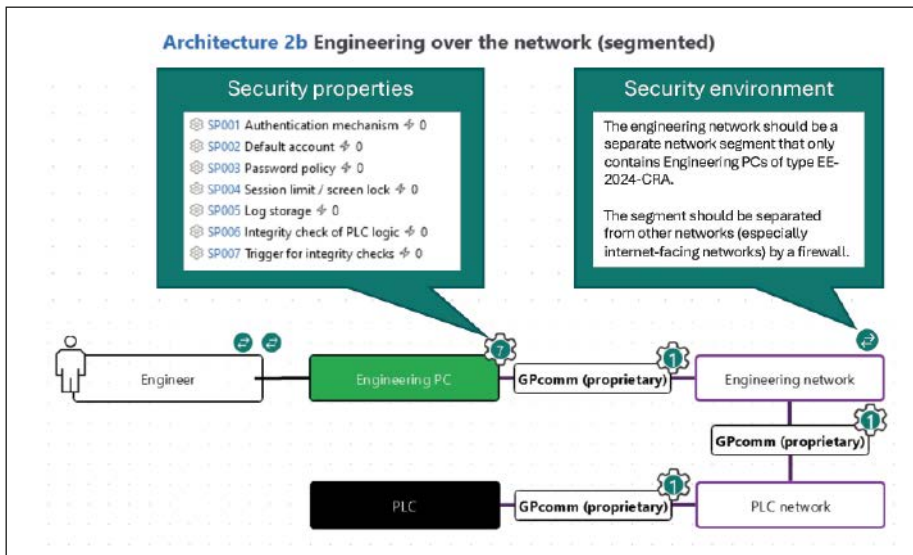 Architecture 2b Engineering over the network (segmented)
Security properties
SP001 Authentication mechanism 0
SP002 Default account 0
SP003 Password policy 0
SP004 Session limit / screen lock 0
SP005 Log storage 0
SP006 Integrity check of PLC logic 0
SP007 Trigger for integrity checks 0
Security environment
The engineering network should be a
separate network segment that only
contains Engineering PCs of type EE-
2024-CRA.
The segment should be separated
from other networks (especially
internet-facing networks) by a firewall.
Engineer
Engineering PC
7
GPcomm (proprietary)
1
Engineering network
GPcomm (proprietary)
1
PLC
GPcomm (proprietary)
1
PLC network